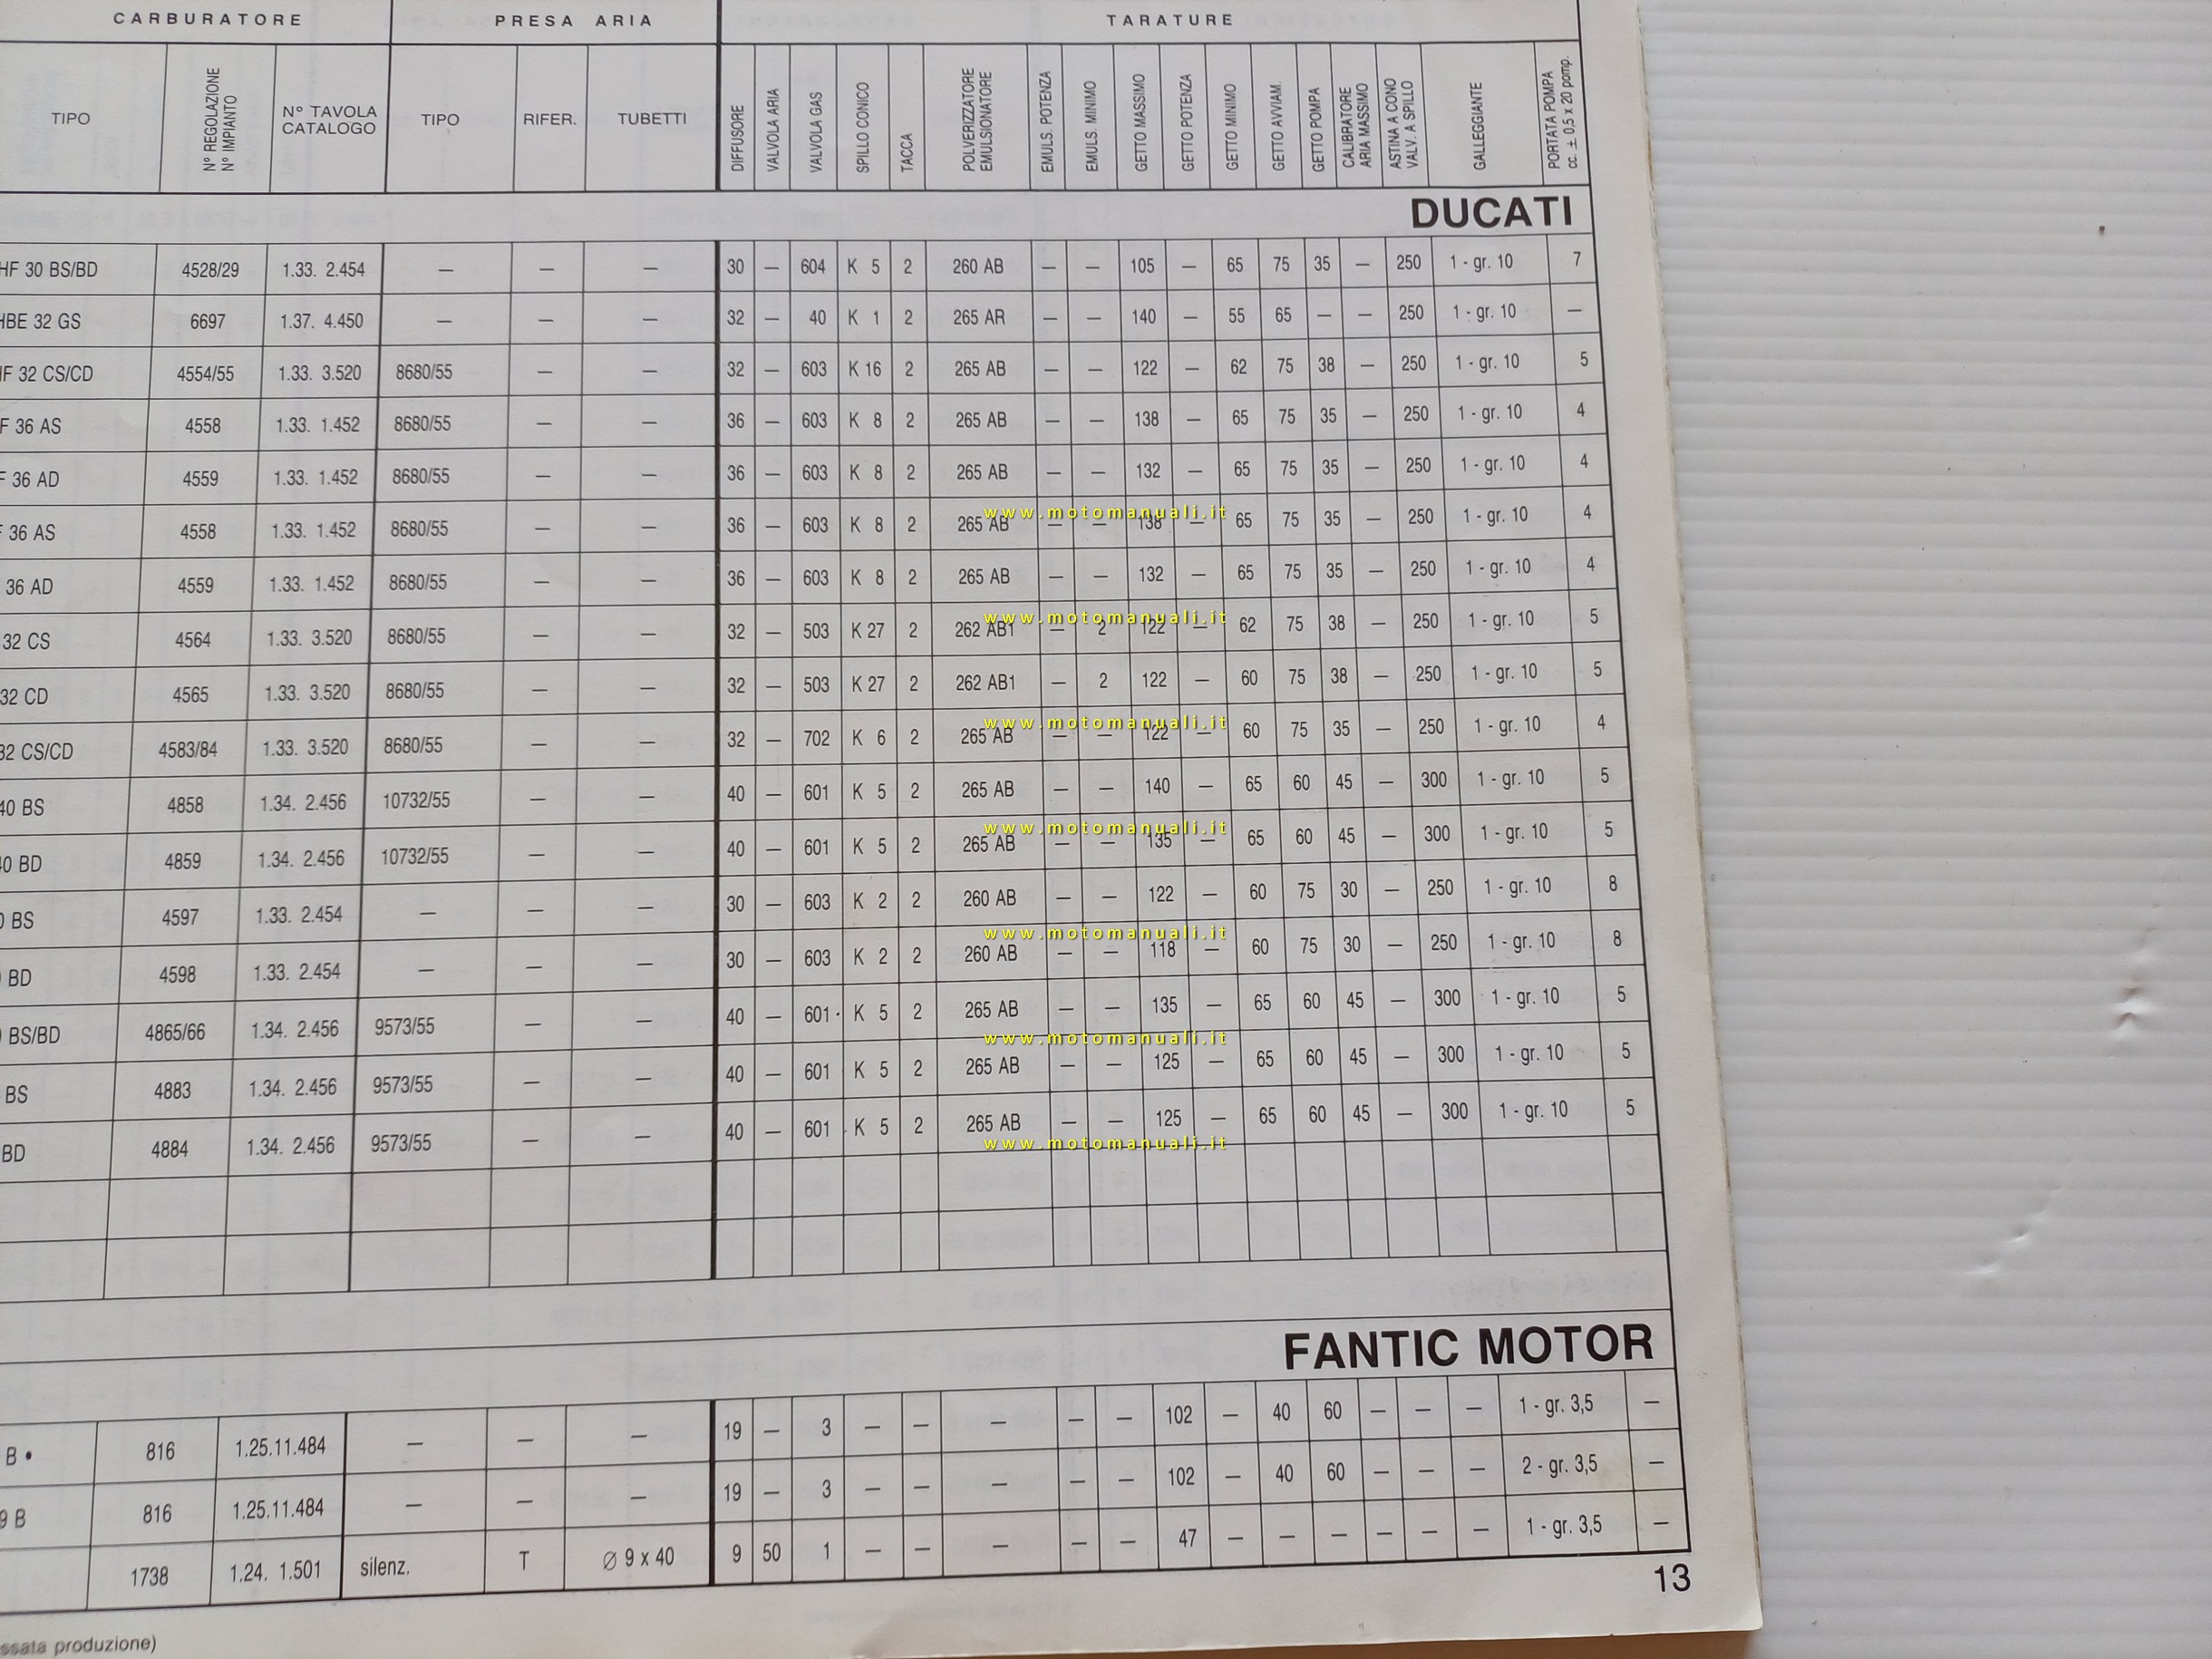 CARBURATORE PRESA ARIA TARATURE
TIPO Nº REGOLAZIONE Nº IMPIANTO Nº TAVOLA CATALOGO TIPO RIFER. TUBETTI DIFFUSORE VALVOLA ARIA VALVOLA GAS SPILLO CONICO TACCA POLVERIZZATORE EMULSIONATORE EMULS. POTENZA EMULS. MINIMO GETTO MASSIMO GETTO POTENZA GETTO MINIMO GETTO AVVIAM. GETTO POMPA CALIBRATORE ARIA MASSIMO ASTINA A CONO VALV. A SPILLO GALLEGGIANTE PORTATA POMPA cc. ± 0,5 x 20 pomp.
DUCATI
HF 30 BS/BD 4528/29 1.33. 2.454 — — — 30 — 604 K 5 2 260 AB — — 105 — 65 75 35 — 250 1 - gr. 10 7
HBE 32 GS 6697 1.37. 4.450 — — — 32 — 40 K 1 2 265 AR — — 140 — 55 65 — — 250 1 - gr. 10 —
HF 32 CS/CD 4554/55 1.33. 3.520 8680/55 — — 32 — 603 K 16 2 265 AB — — 122 — 62 75 38 — 250 1 - gr. 10 5
F 36 AS 4558 1.33. 1.452 8680/55 — — 36 — 603 K 8 2 265 AB — — 138 — 65 75 35 — 250 1 - gr. 10 4
F 36 AD 4559 1.33. 1.452 8680/55 — — 36 — 603 K 8 2 265 AB — — 132 — 65 75 35 — 250 1 - gr. 10 4
www.motomanuali.it
F 36 AS 4558 1.33. 1.452 8680/55 — — 36 — 603 K 8 2 265 AB — — 138 — 65 75 35 — 250 1 - gr. 10 4
36 AD 4559 1.33. 1.452 8680/55 — — 36 — 603 K 8 2 265 AB — — 132 — 65 75 35 — 250 1 - gr. 10 4
www.motomanuali.it
32 CS 4564 1.33. 3.520 8680/55 — — 32 — 503 K 27 2 262 AB1 — 2 122 — 62 75 38 — 250 1 - gr. 10 5
32 CD 4565 1.33. 3.520 8680/55 — — 32 — 503 K 27 2 262 AB1 — 2 122 — 60 75 38 — 250 1 - gr. 10 5
www.motomanuali.it
32 CS/CD 4583/84 1.33. 3.520 8680/55 — — 32 — 702 K 6 2 265 AB — — 122 — 60 75 35 — 250 1 - gr. 10 4
40 BS 4858 1.34. 2.456 10732/55 — — 40 — 601 K 5 2 265 AB — — 140 — 65 60 45 — 300 1 - gr. 10 5
www.motomanuali.it
40 BD 4859 1.34. 2.456 10732/55 — — 40 — 601 K 5 2 265 AB — — 135 — 65 60 45 — 300 1 - gr. 10 5
0 BS 4597 1.33. 2.454 — — — 30 — 603 K 2 2 260 AB — — 122 — 60 75 30 — 250 1 - gr. 10 8
www.motomanuali.it
BD 4598 1.33. 2.454 — — — 30 — 603 K 2 2 260 AB — — 118 — 60 75 30 — 250 1 - gr. 10 8
BS/BD 4865/66 1.34. 2.456 9573/55 — — 40 — 601 K 5 2 265 AB — — 135 — 65 60 45 — 300 1 - gr. 10 5
www.motomanuali.it
BS 4883 1.34. 2.456 9573/55 — — 40 — 601 K 5 2 265 AB — — 125 — 65 60 45 — 300 1 - gr. 10 5
BD 4884 1.34. 2.456 9573/55 — — 40 — 601 K 5 2 265 AB — — 125 — 65 60 45 — 300 1 - gr. 10 5
www.motomanuali.it
FANTIC MOTOR
B • 816 1.25.11.484 — — — 19 — 3 — — — — — 102 — 40 60 — — — 1 - gr. 3,5 —
9 B 816 1.25.11.484 — — — 19 — 3 — — — — — 102 — 40 60 — — — 2 - gr. 3,5 —
1738 1.24. 1.501 silenz. T Ø 9 x 40 9 50 1 — — — — — 47 — — — — — — 1 - gr. 3,5 —
13
ssata produzione)